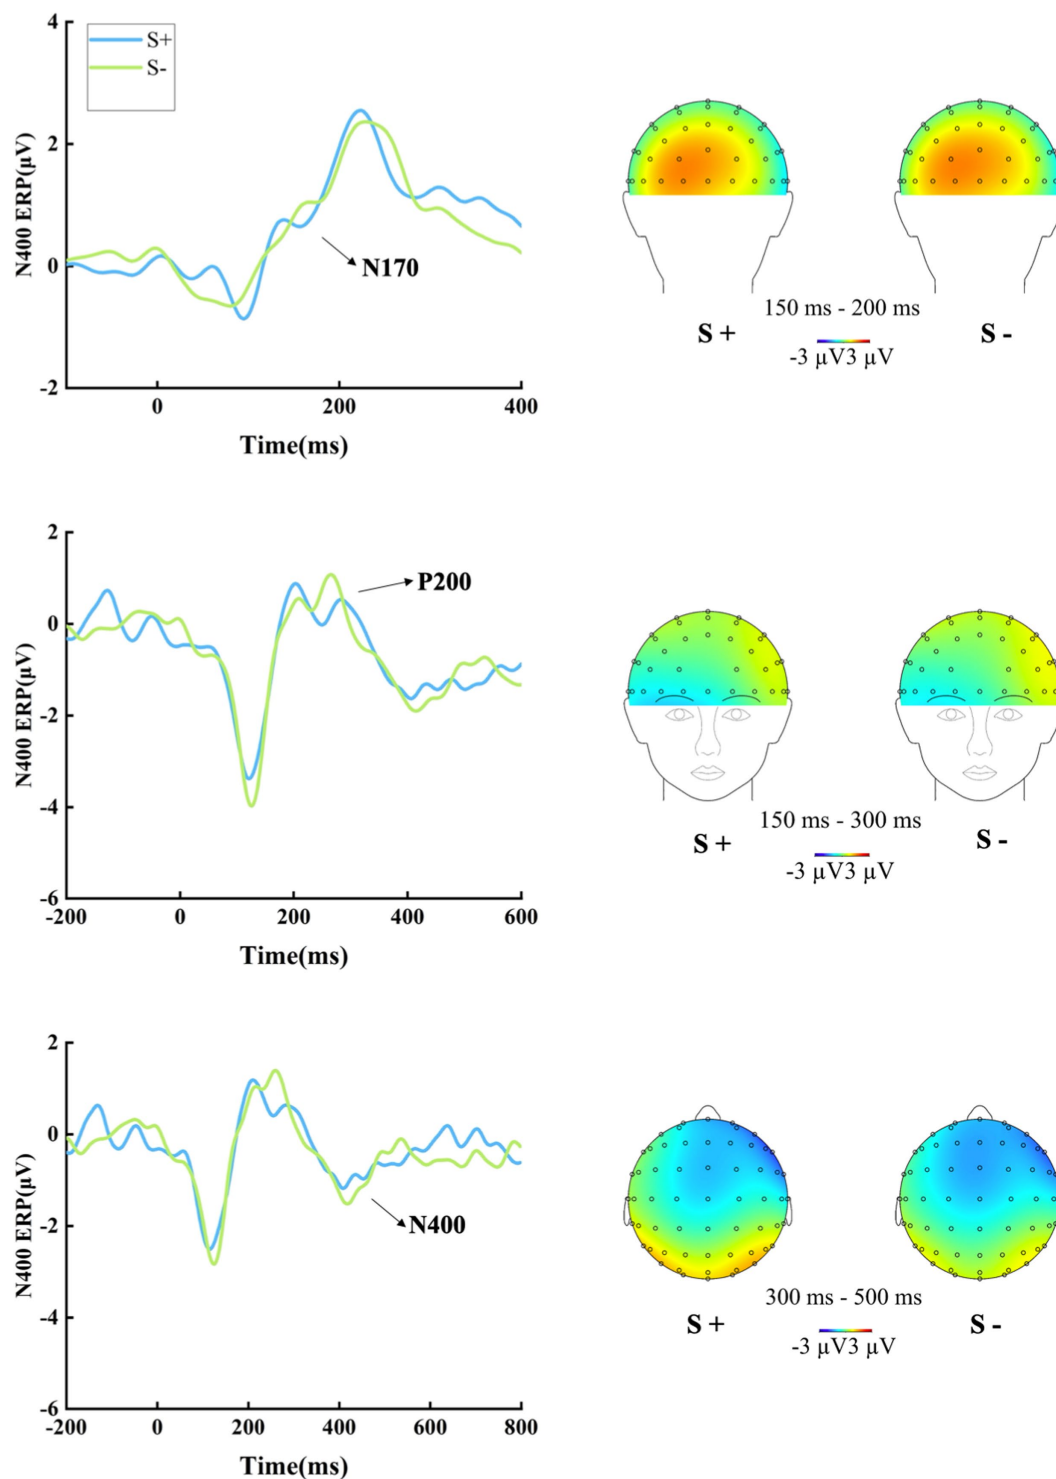 4
S+
S-
2
0
-2
N400 ERP(µV)
N170
0
200
400
Time(ms)
150 ms - 200 ms
S +
S -
-3 µV3 µV
2
0
-2
-4
-6
N400 ERP(µV)
P200
-200
0
200
400
600
Time(ms)
150 ms - 300 ms
S +
S -
-3 µV3 µV
2
0
-2
-4
-6
N400 ERP(µV)
N400
-200
0
200
400
600
800
Time(ms)
300 ms - 500 ms
S +
S -
-3 µV3 µV